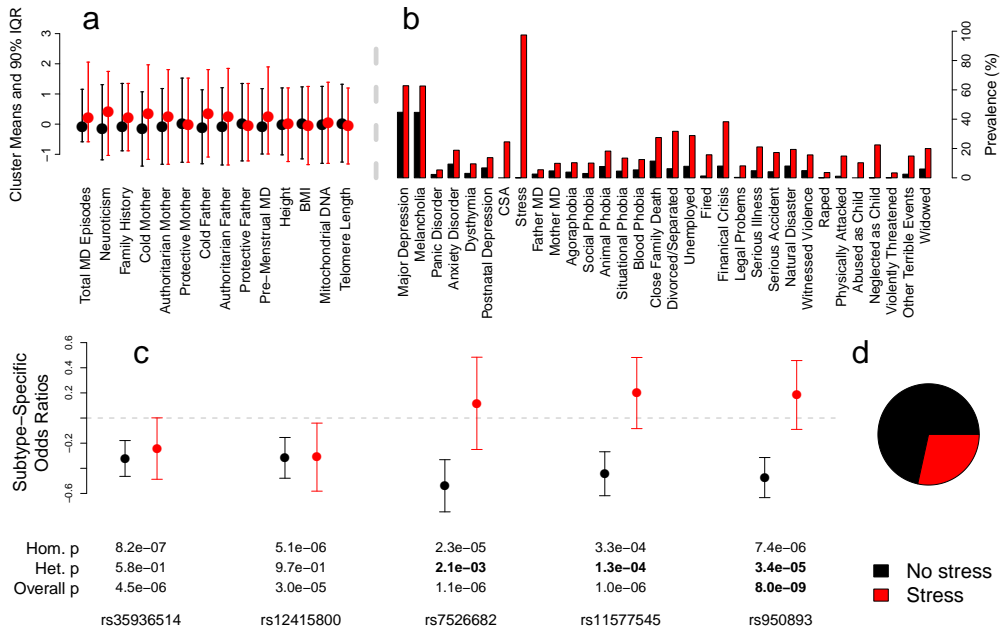 a
Cluster Means and 90% IQR
3
2
1
0
−1
Total MD Episodes
Neuroticism
Family History
Cold Mother
Authoritarian Mother
Protective Mother
Cold Father
Authoritarian Father
Protective Father
Pre−Menstrual MD
Height
BMI
Mitochondrial DNA
Telomere Length
b
Prevalence (%)
100
80
60
40
20
0
Major Depression
Melancholia
Panic Disorder
Anxiety Disorder
Dysthymia
Postnatal Depression
CSA
Stress
Father MD
Mother MD
Agoraphobia
Social Phobia
Animal Phobia
Situational Phobia
Blood Phobia
Close Family Death
Divorced/Separated
Unemployed
Fired
Finanical Crisis
Legal Probems
Serious Illness
Serious Accident
Natural Disaster
Witnessed Violence
Raped
Physically Attacked
Abused as Child
Neglected as Child
Violently Threatened
Other Terrible Events
Widowed
c
Subtype−Specific
Odds Ratios
0.6
0.4
0.2
−0.2
−0.6
Hom. p 8.2e−07 5.1e−06 2.3e−05 3.3e−04 7.4e−06
Het. p 5.8e−01 9.7e−01 2.1e−03 1.3e−04 3.4e−05
Overall p 4.5e−06 3.0e−05 1.1e−06 1.0e−06 8.0e−09
rs35936514 rs12415800 rs7526682 rs11577545 rs950893
d
No stress
Stress